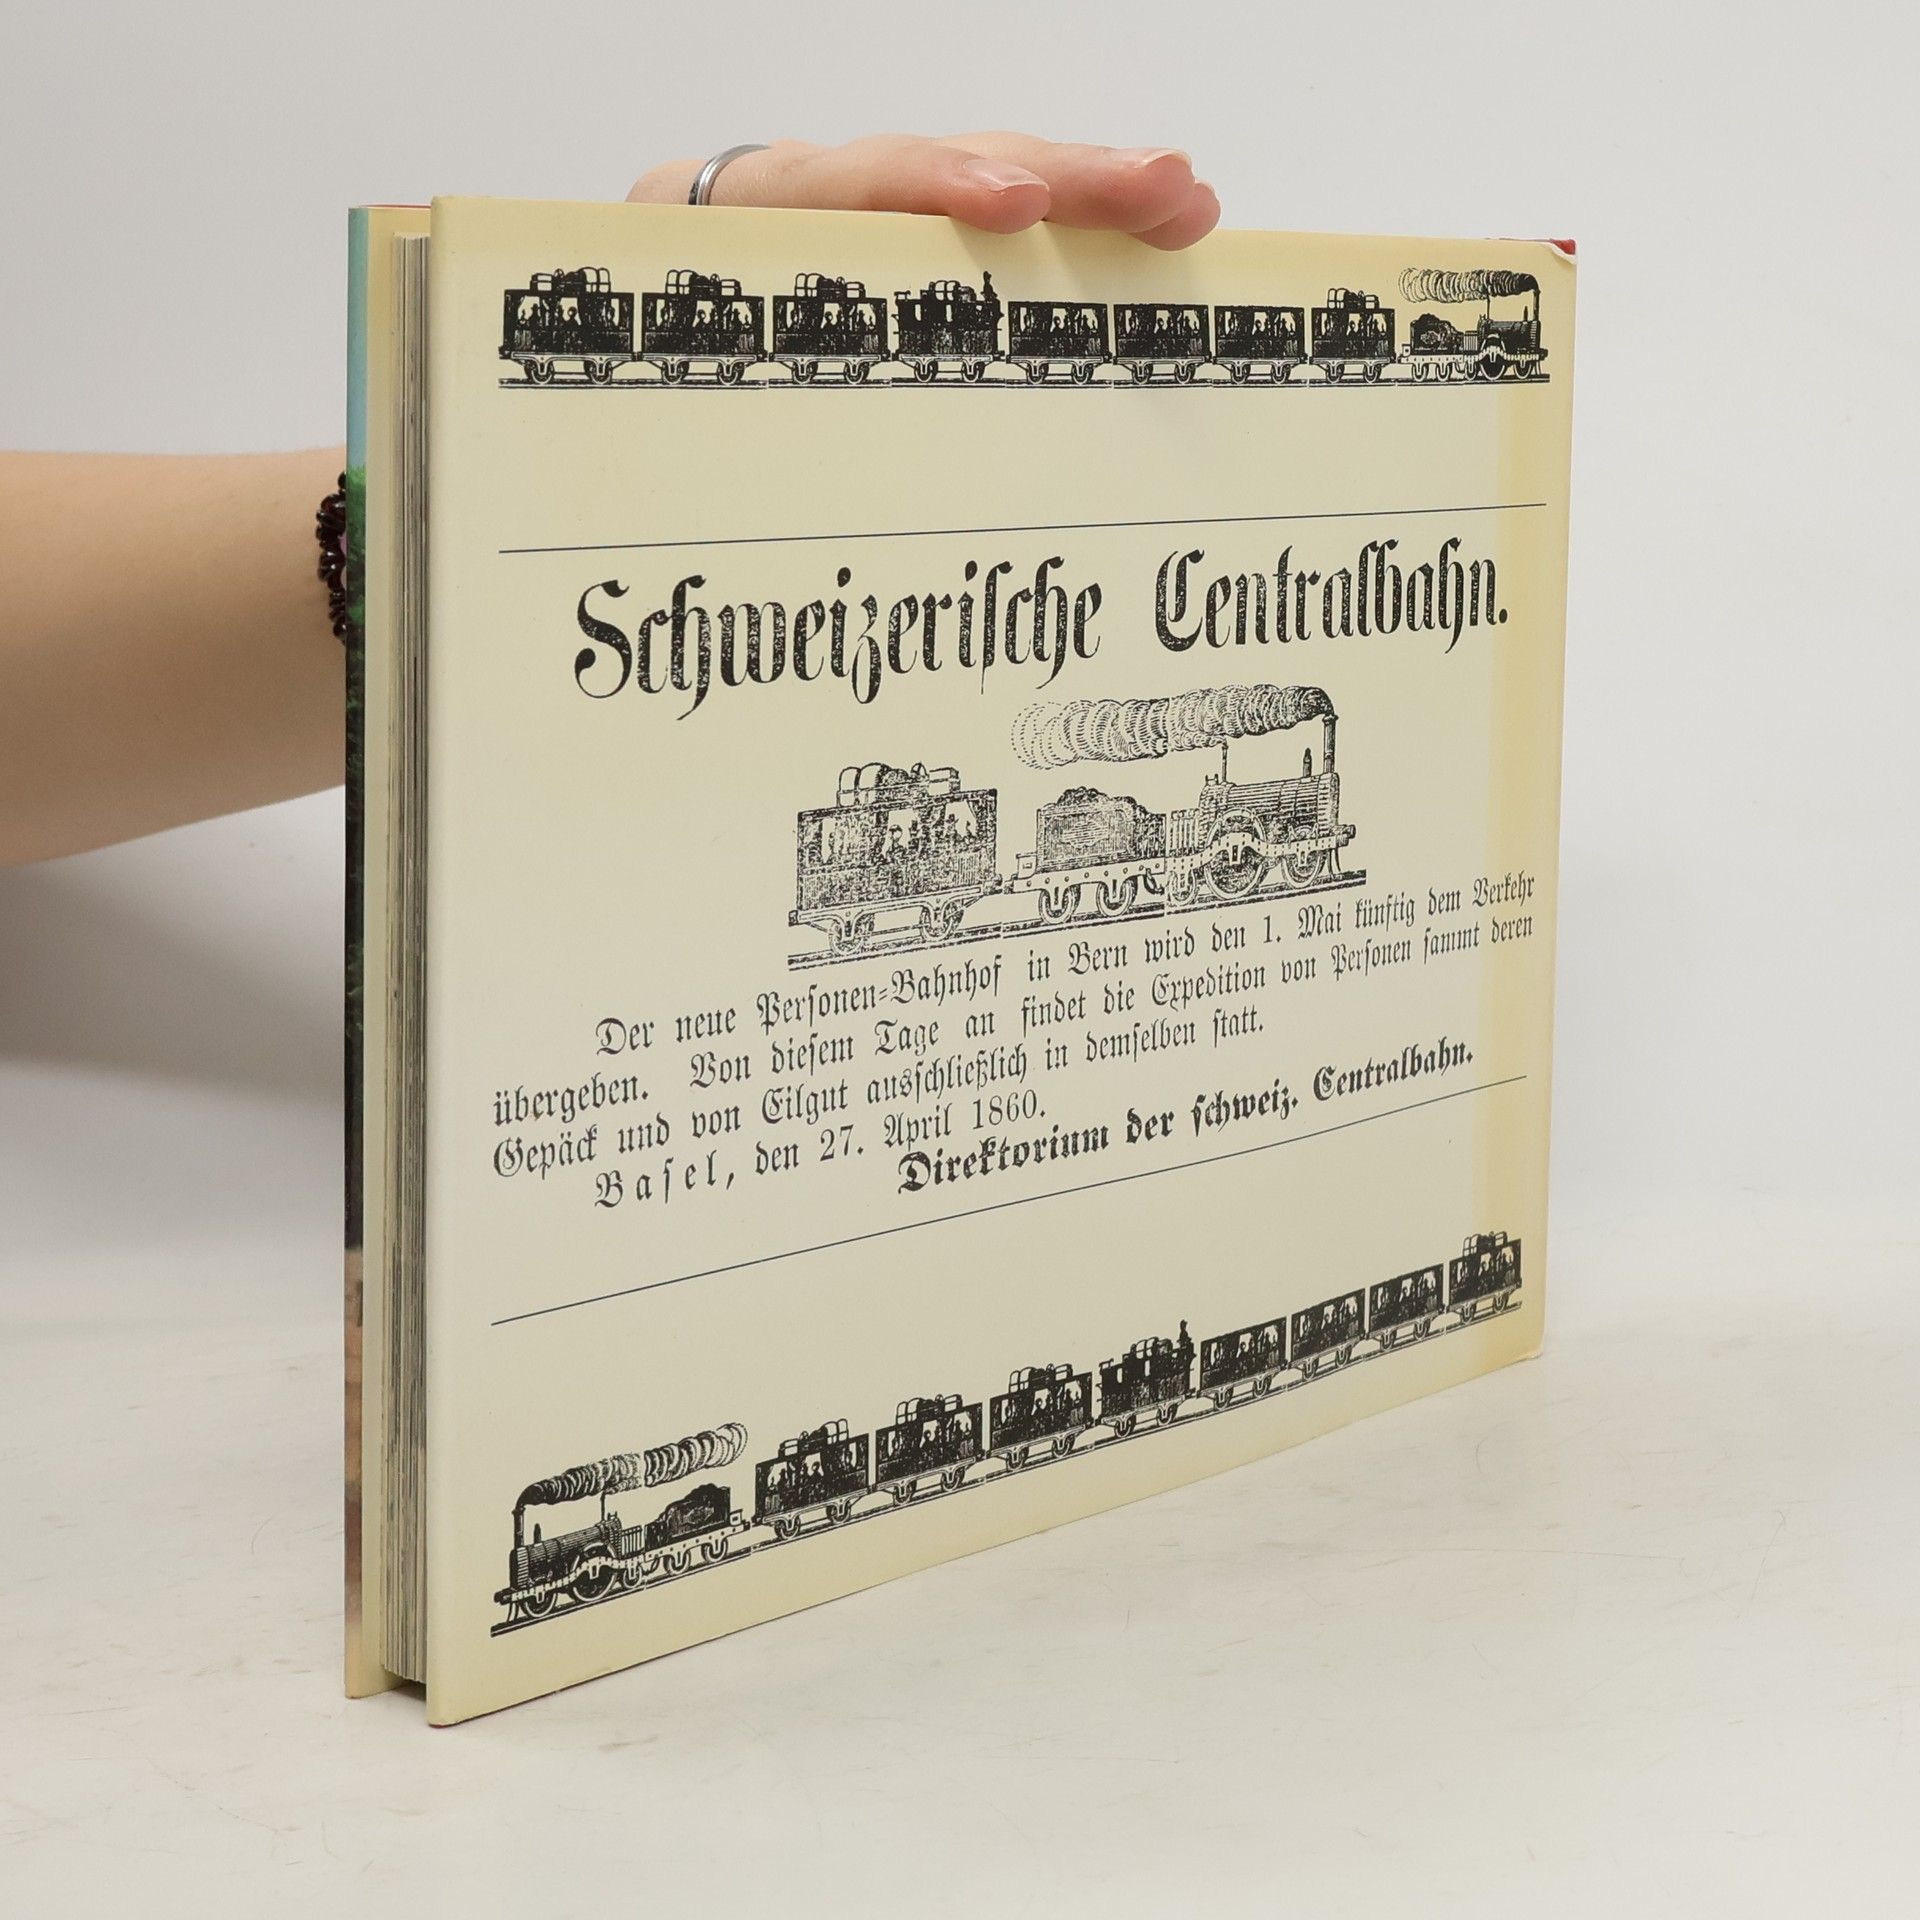 Schweizeriſche Centralbahn.
Der neue Perſonen-Bahnhof in Bern wird den 1. Mai künftig dem Verkehr
übergeben. Von dieſem Tage an findet die Expedition von Perſonen ſammt deren
Gepäck und von Eilgut ausſchließlich in demſelben ſtatt.
Baſel, den 27. April 1860.
Direktorium der ſchweiz. Centralbahn.